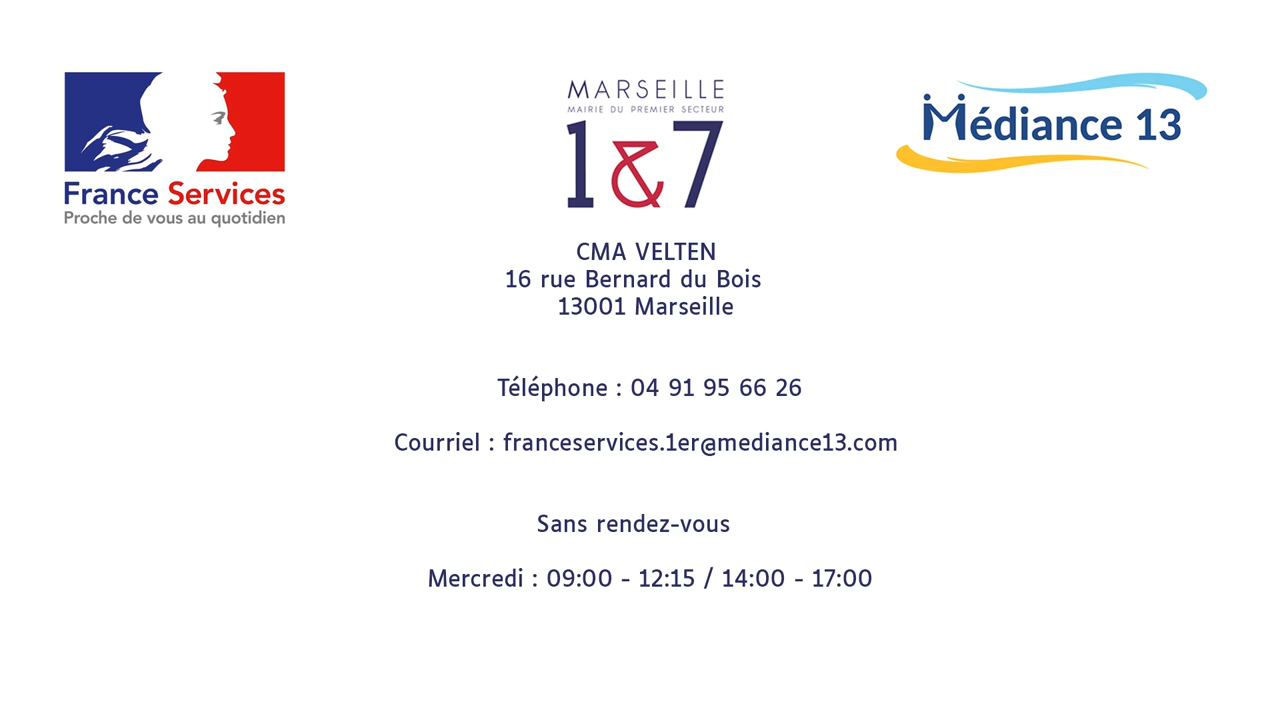 France Services
Proche de vous au quotidien
MARSEILLE
MAIRIE DU PREMIER SECTEUR
1&7
Médiance 13
CMA VELTEN
16 rue Bernard du Bois
13001 Marseille
Téléphone : 04 91 95 66 26
Courriel : franceservices.1er@mediance13.com
Sans rendez-vous
Mercredi : 09:00 - 12:15 / 14:00 - 17:00